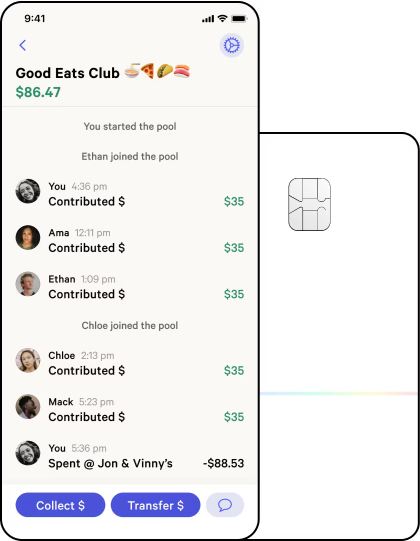 9:41
Good Eats Club 🍜🍕🌮🍣
$86.47
You started the pool
Ethan joined the pool
You 4:36 pm
Contributed $ $35
Ama 12:11 pm
Contributed $ $35
Ethan 1:09 pm
Contributed $ $35
Chloe joined the pool
Chloe 2:13 pm
Contributed $ $35
Mack 5:23 pm
Contributed $ $35
You 5:36 pm
Spent @ Jon & Vinny's -$88.53
Collect $ Transfer $